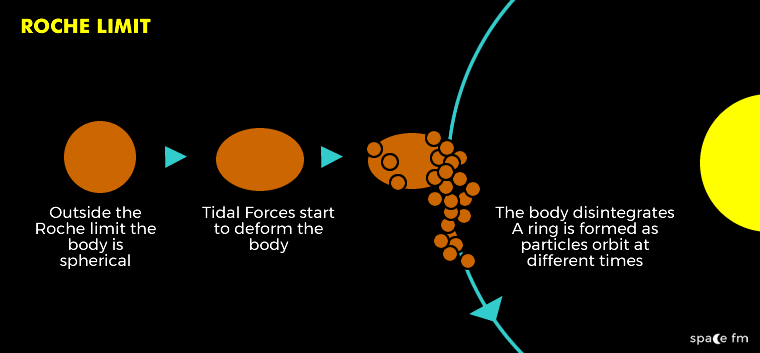 ROCHE LIMIT
Outside the
Roche limit the
body is
spherical
Tidal Forces start
to deform the
body
The body disintegrates
A ring is formed as
particles orbit at
different times
space fm